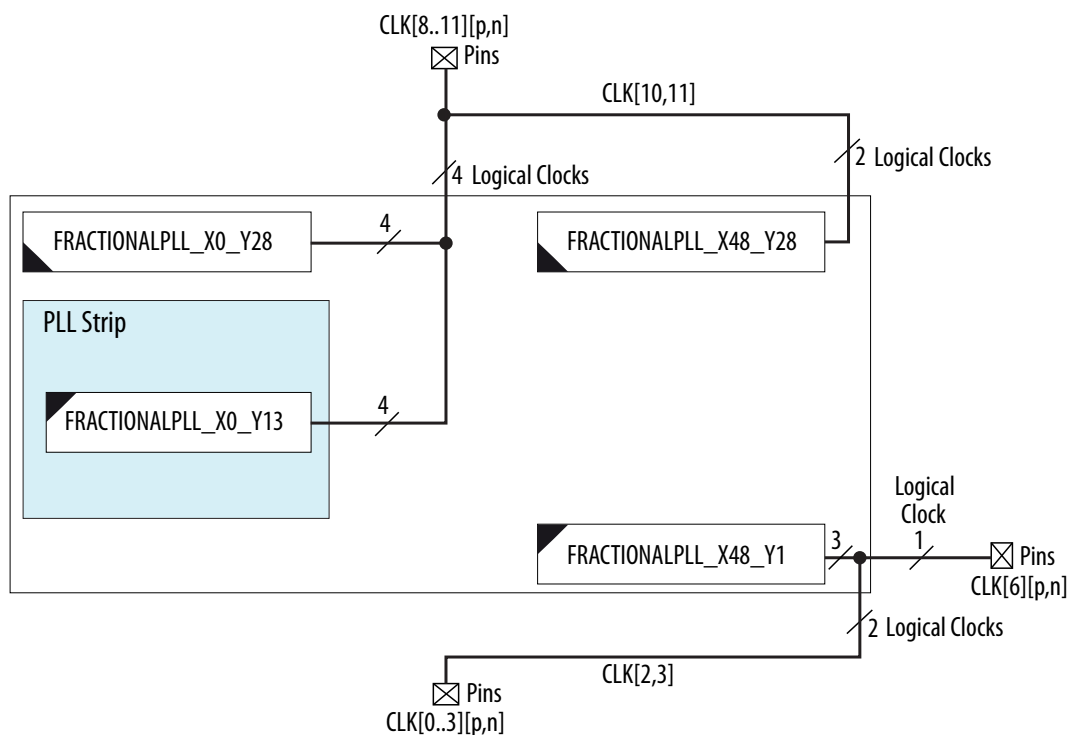 CLK[8..11][p,n]
Pins
CLK[10,11]
2 Logical Clocks
4 Logical Clocks
FRACTIONALPLL_X0_Y28
4
FRACTIONALPLL_X48_Y28
PLL Strip
FRACTIONALPLL_X0_Y13
4
Logical
Clock
1
FRACTIONALPLL_X48_Y1
3
Pins
CLK[6][p,n]
2 Logical Clocks
CLK[2,3]
Pins
CLK[0..3][p,n]